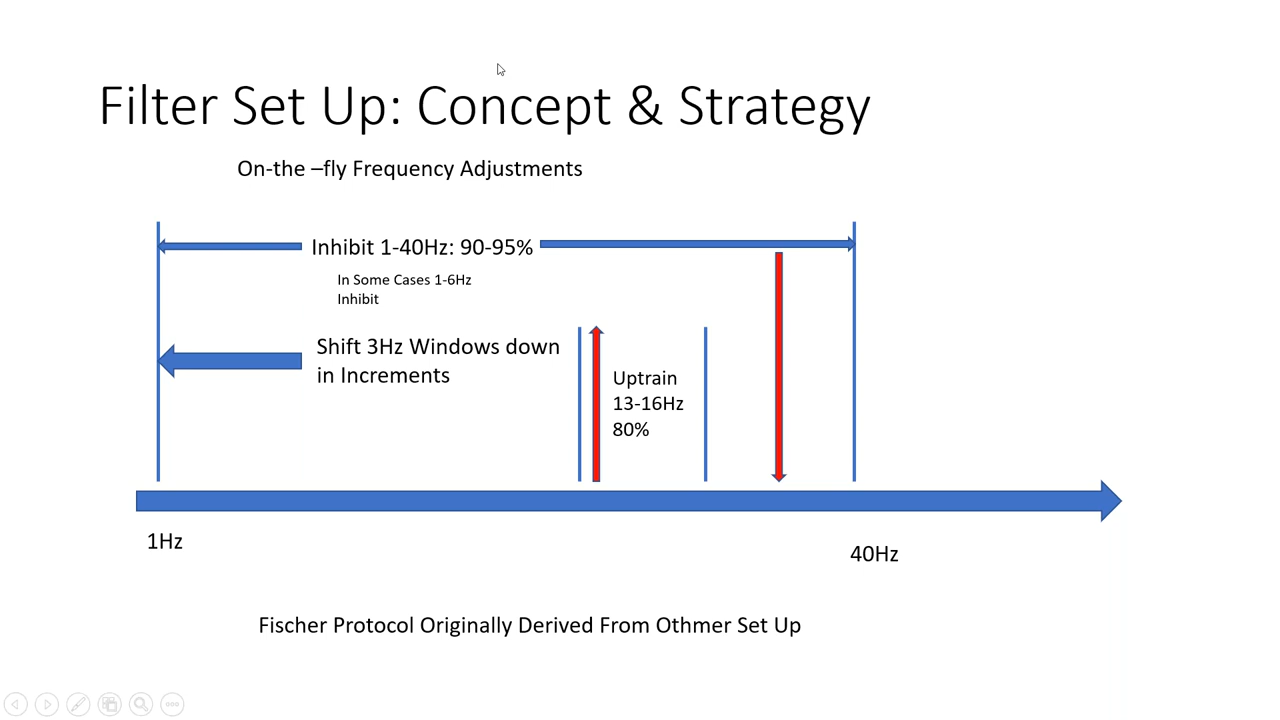 Filter Set Up: Concept & Strategy
On-the –fly Frequency Adjustments
Inhibit 1-40Hz: 90-95%
In Some Cases 1-6Hz
Inhibit
Shift 3Hz Windows down
in Increments
Uptrain
13-16Hz
80%
1Hz
40Hz
Fischer Protocol Originally Derived From Othmer Set Up